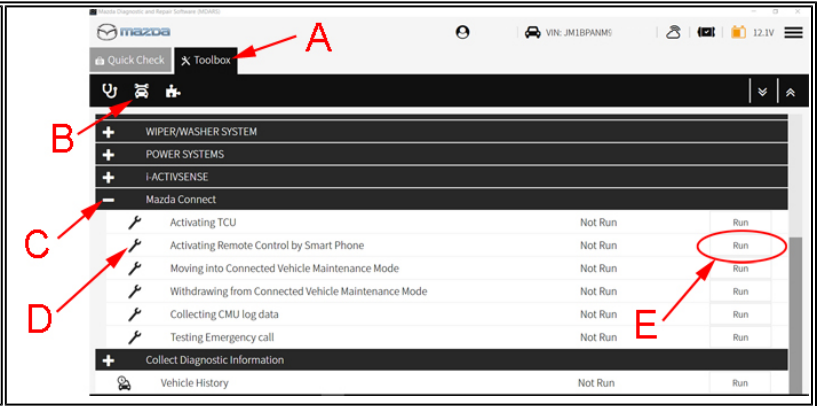 Mazda Diagnostic and Repair Software (MDARS)
mazda VIN: JM1BPANMS 12.1V
A
Quick Check Toolbox
B
+ WIPER/WASHER SYSTEM
+ POWER SYSTEMS
+ i-ACTIVSENSE
− Mazda Connect
C
Activating TCU Not Run Run
Activating Remote Control by Smart Phone Not Run Run
Moving into Connected Vehicle Maintenance Mode Not Run Run
D
Withdrawing from Connected Vehicle Maintenance Mode Not Run Run
E
Collecting CMU log data Not Run Run
Testing Emergency call Not Run Run
+ Collect Diagnostic Information
Vehicle History Not Run Run